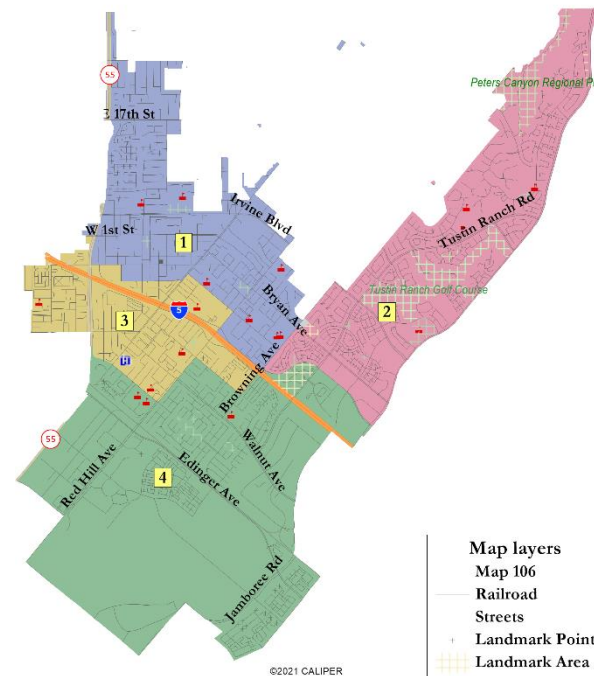 55
E 17th St
Peters Canyon Regional P
Irvine Blvd
W 1st St
1
Tustin Ranch Rd
Tustin Ranch Golf Course
Bryan Ave
5
3
2
H
Browning Ave
55
Walnut Ave
Red Hill Ave
4
Edinger Ave
Jamboree Rd
Map layers
Map 106
Railroad
Streets
Landmark Point
Landmark Area
©2021 CALIPER